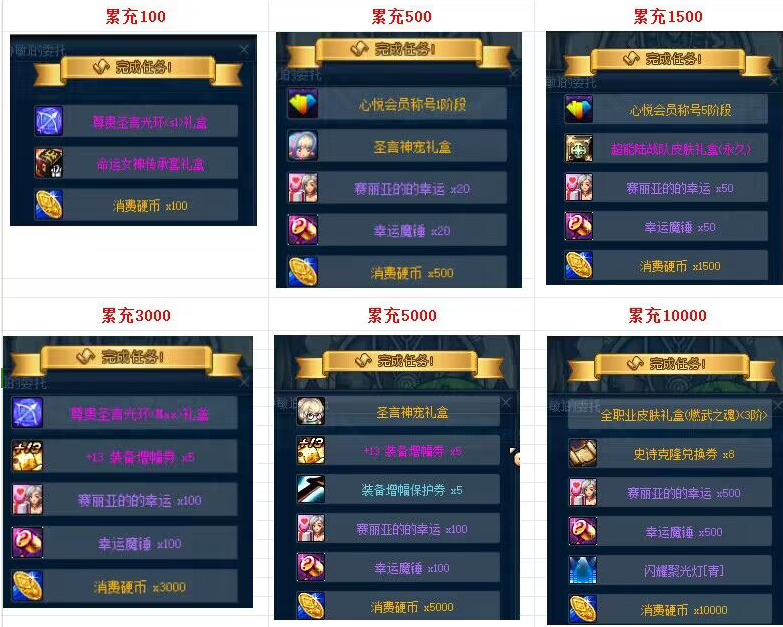 累充100
完成任务!
尊贵圣言光环(s1)礼盒
命运女神传承套礼盒
消费硬币 x100
累充500
完成任务!
心悦会员称号1阶段
圣言神宠礼盒
赛丽亚的的幸运 x20
幸运魔锤 x20
消费硬币 x500
累充1500
完成任务!
心悦会员称号5阶段
超能陆战队皮肤礼盒(永久)
赛丽亚的的幸运 x50
幸运魔锤 x50
消费硬币 x1500
累充3000
完成任务!
尊贵圣言光环(Max)礼盒
+13 装备增幅券 x5
赛丽亚的的幸运 x100
幸运魔锤 x100
消费硬币 x3000
累充5000
完成任务!
圣言神宠礼盒
+13 装备增幅券 x5
装备增幅保护券 x5
赛丽亚的的幸运 x100
幸运魔锤 x100
消费硬币 x5000
累充10000
完成任务!
全职业皮肤礼盒(燃武之魂)<3阶>
史诗克隆兑换券 x8
赛丽亚的的幸运 x500
幸运魔锤 x500
闪耀聚光灯[青]
消费硬币 x10000